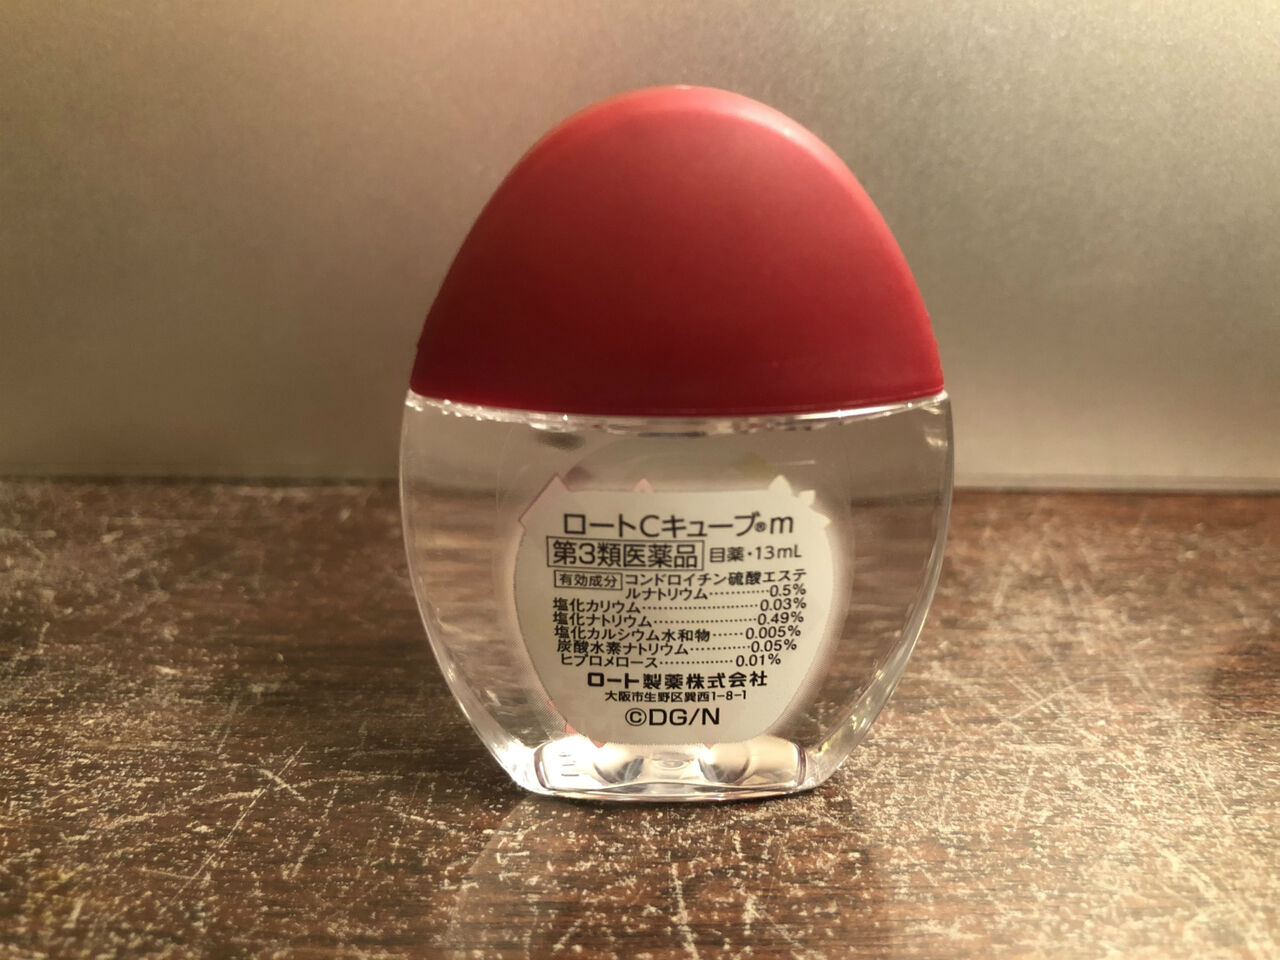 ロートCキューブ®m
第3類医薬品 目薬・13mL
有効成分 コンドロイチン硫酸エステ
ルナトリウム…………0.5%
塩化カリウム…………………0.03%
塩化ナトリウム………………0.49%
塩化カルシウム水和物……0.005%
炭酸水素ナトリウム…………0.05%
ヒプロメロース……………0.01%
ロート製薬株式会社
大阪市生野区巽西1-8-1
©DG/N